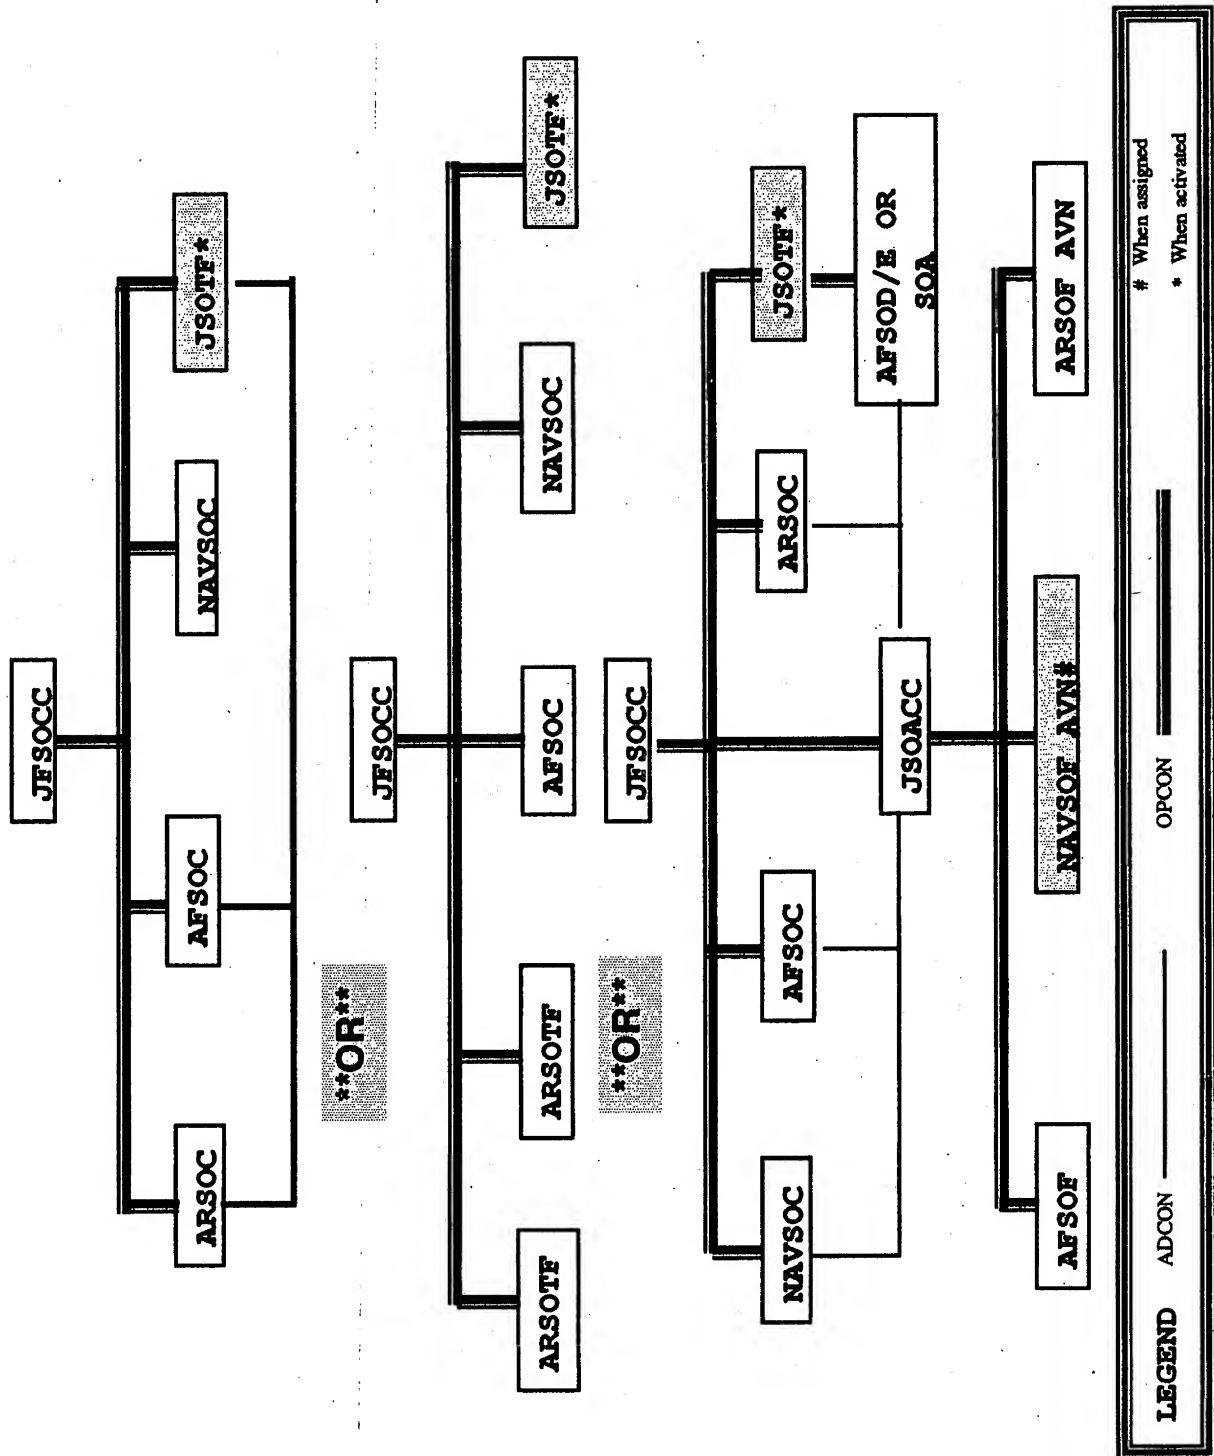 JFSOCC
ARSOC AFSOC NAVSOC JSOTF*
**OR**
JFSOCC
ARSOTF ARSOTF AFSOC NAVSOC JSOTF*
**OR**
JFSOCC
NAVSOC AFSOC ARSOC JSOTF*
JSOACC
AFSOD/E OR
SOA
AFSOF NAVSOF AVN# ARSOF AVN
LEGEND ADCON OPCON
# When assigned
* When activated